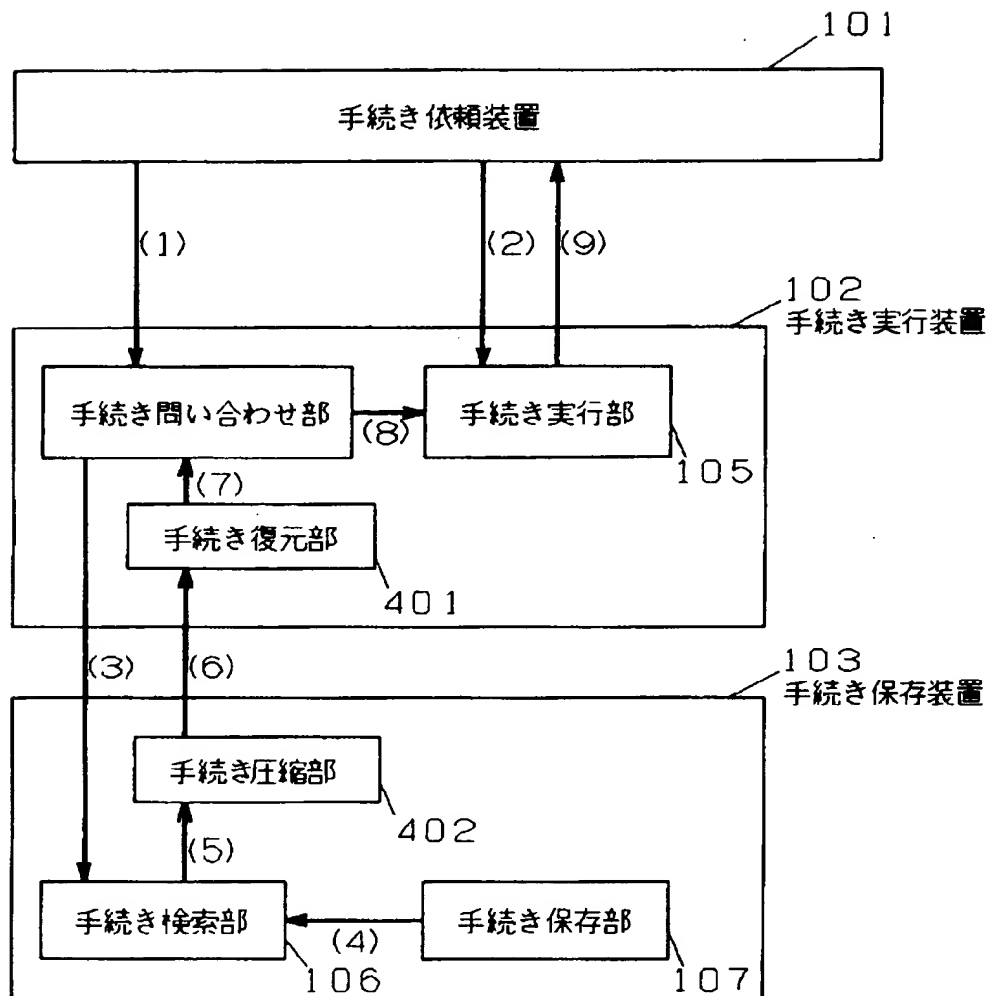 101
手続き依頼装置
(1)
(2)
(9)
102
手続き実行装置
手続き問い合わせ部
(8)
手続き実行部
105
(7)
手続き復元部
401
(3)
(6)
103
手続き保存装置
手続き圧縮部
402
(5)
手続き検索部
(4)
手続き保存部
106
107